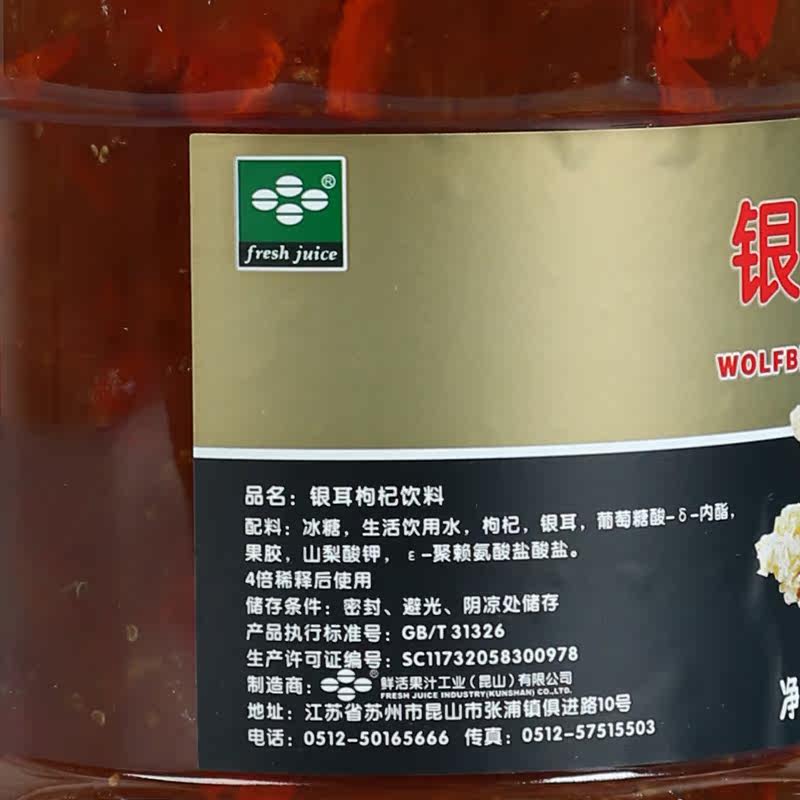 ®
fresh juice
银
WOLFB
品名：银耳枸杞饮料
配料：冰糖，生活饮用水，枸杞，银耳，葡萄糖酸-δ-内酯，
果胶，山梨酸钾，ε-聚赖氨酸盐酸盐。
4倍稀释后使用
储存条件：密封、避光、阴凉处储存
产品执行标准号：GB/T 31326
生产许可证编号：SC11732058300978
制造商：®鲜活果汁工业（昆山）有限公司
FRESH JUICE INDUSTRY(KUNSHAN) CO.,LTD.
地址：江苏省苏州市昆山市张浦镇俱进路10号
电话：0512-50165666 传真：0512-57515503
净